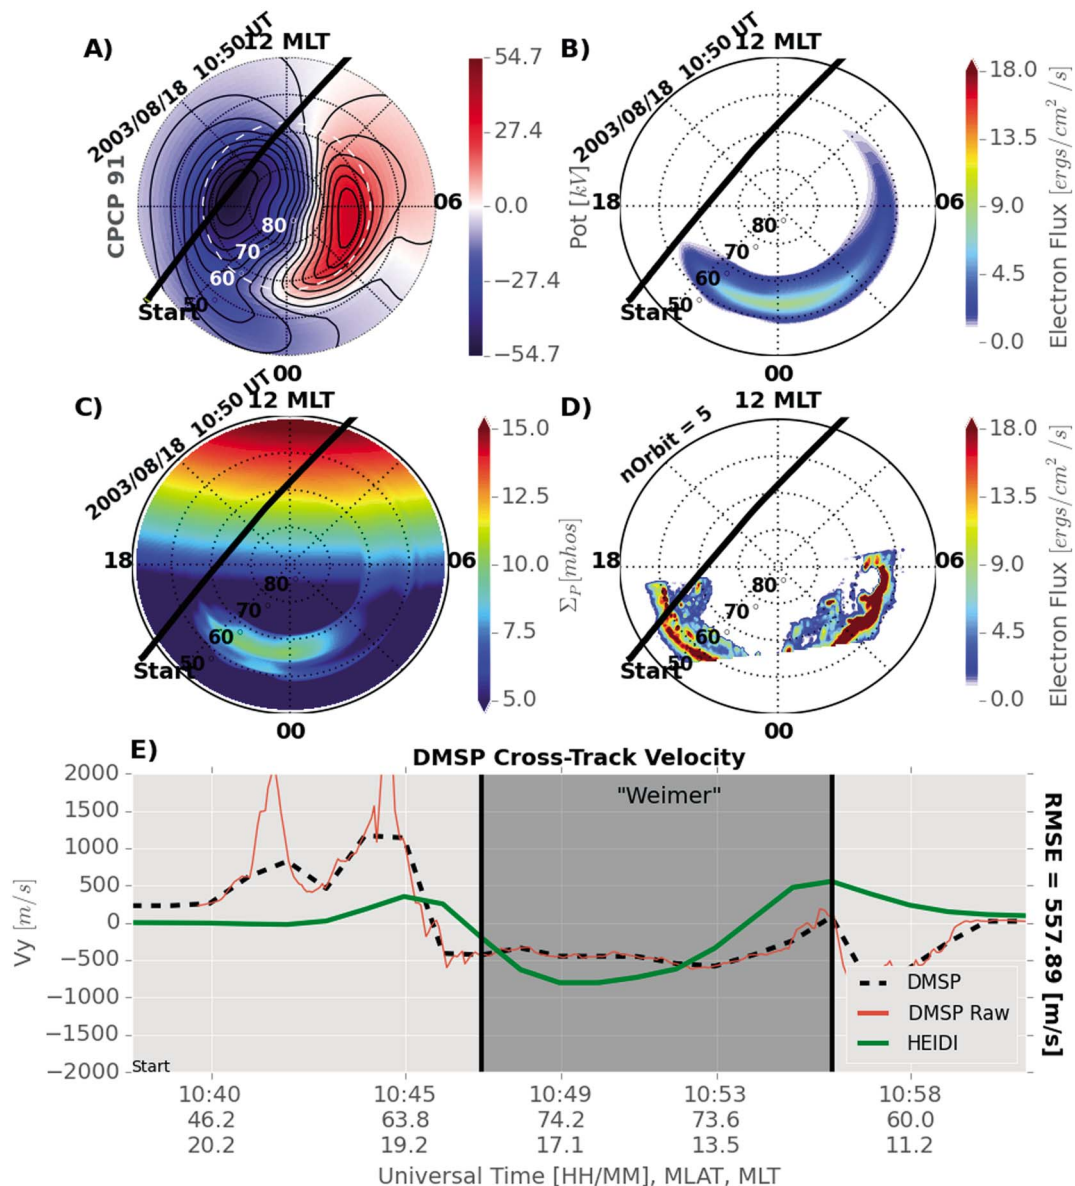 A)
2003/08/18 10:50 UT
12 MLT
CPCP 91
06
80
70
60
50
Start
00
54.7
27.4
0.0
−27.4
−54.7
Pot [kV]
B)
2003/08/18 10:50 UT
12 MLT
18
06
80
70
60
50
Start
00
18.0
13.5
9.0
4.5
0.0
Electron Flux [ergs/cm² /s]
C)
2003/08/18 10:50 UT
12 MLT
18
06
80
70
60
50
Start
00
15.0
12.5
10.0
7.5
5.0
Σ_P [mhos]
D)
nOrbit = 5
12 MLT
18
06
80
70
60
50
Start
00
18.0
13.5
9.0
4.5
0.0
Electron Flux [ergs/cm² /s]
E)
DMSP Cross-Track Velocity
"Weimer"
Vy [m/s]
2000
1500
1000
500
0
−500
−1000
−1500
−2000
Start
DMSP
DMSP Raw
HEIDI
RMSE = 557.89 [m/s]
10:40 10:45 10:49 10:53 10:58
46.2 63.8 74.2 73.6 60.0
20.2 19.2 17.1 13.5 11.2
Universal Time [HH/MM], MLAT, MLT